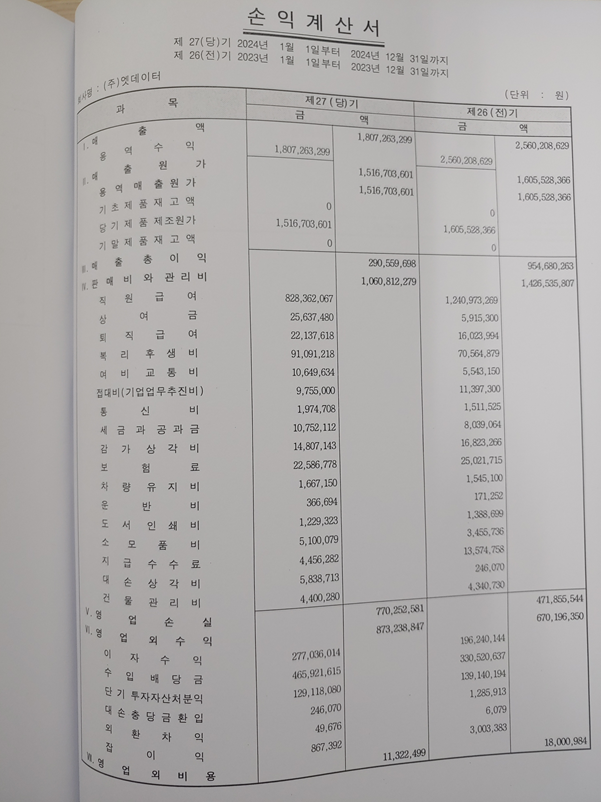 손 익 계 산 서
제 27(당)기 2024년 1월 1일부터 2024년 12월 31일까지
제 26(전)기 2023년 1월 1일부터 2023년 12월 31일까지
회사명 : (주)엣데이터 (단위 : 원)
과 목 제27 (당)기 제26 (전)기
금 액 금 액
I. 매 출 액 1,807,263,299 2,560,208,629
용 역 수 익 1,807,263,299 2,560,208,629
II. 매 출 원 가 1,516,703,601 1,605,528,366
용 역 매 출 원 가 1,516,703,601 1,605,528,366
기 초 제 품 재 고 액 0 0
당 기 제 품 제 조 원 가 1,516,703,601 1,605,528,366
기 말 제 품 재 고 액 0 0
III. 매 출 총 이 익 290,559,698 954,680,263
IV. 판 매 비 와 관 리 비 1,060,812,279 1,426,535,807
직 원 급 여 828,362,067 1,240,973,269
상 여 금 25,637,480 5,915,300
퇴 직 급 여 22,137,618 16,023,994
복 리 후 생 비 91,091,218 70,564,879
여 비 교 통 비 10,649,634 5,543,150
접대비(기업업무추진비) 9,755,000 11,397,300
통 신 비 1,974,708 1,511,525
세 금 과 공 과 금 10,752,112 8,039,064
감 가 상 각 비 14,807,143 16,823,266
보 험 료 22,586,778 25,021,715
차 량 유 지 비 1,667,150 1,545,100
운 반 비 366,694 171,252
도 서 인 쇄 비 1,229,323 1,388,699
소 모 품 비 5,100,079 3,455,736
지 급 수 수 료 4,456,282 13,574,758
대 손 상 각 비 5,838,713 246,070
건 물 관 리 비 4,400,280 4,340,730
V. 영 업 손 실 770,252,581 471,855,544
VI. 영 업 외 수 익 873,238,847 670,196,350
이 자 수 익 277,036,014 196,240,144
수 입 배 당 금 465,921,615 330,520,637
단 기 투자자산처분익 129,118,080 139,140,194
대 손 충 당 금 환 입 246,070 1,285,913
외 환 차 익 49,676 6,079
잡 이 익 867,392 3,003,383
VII. 영 업 외 비 용 11,322,499 18,000,984